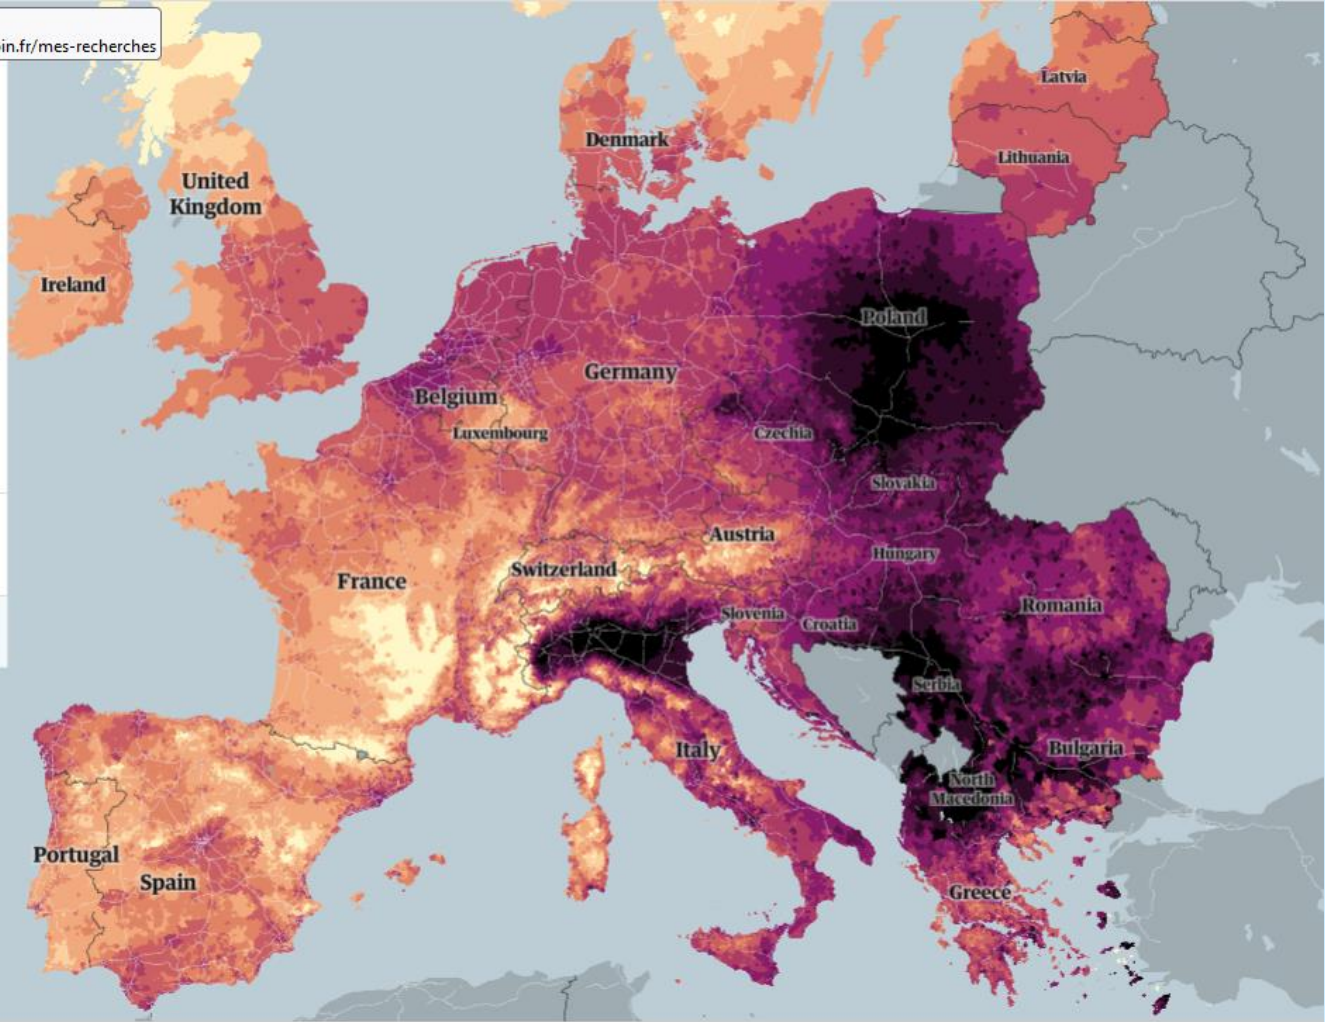 in.fr/mes-recherches
Latvia
Denmark
Lithuania
United
Kingdom
Ireland
Poland
Germany
Belgium
Luxembourg
Czechia
Slovakia
Austria
Hungary
Switzerland
France
Romania
Slovenia
Croatia
Serbia
Italy
Bulgaria
North
Macedonia
Portugal
Spain
Greece